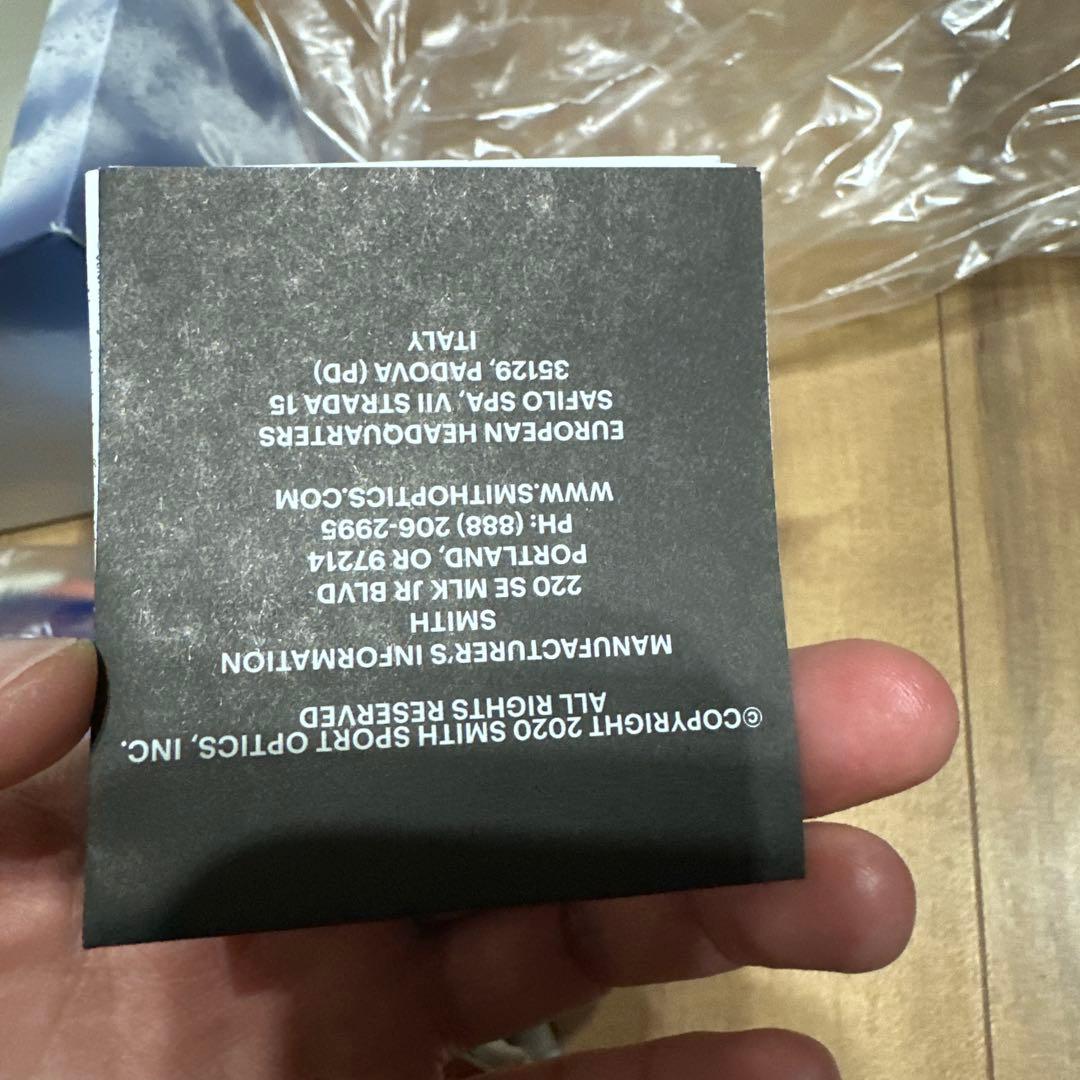 ©COPYRIGHT 2020 SMITH SPORT OPTICS, INC.
ALL RIGHTS RESERVED
MANUFACTURER'S INFORMATION
SMITH
220 SE MLK JR BLVD
PORTLAND, OR 97214
PH: (888) 206-2995
WWW.SMITHOPTICS.COM
EUROPEAN HEADQUARTERS
SAFILO SPA, VII STRADA 15
35129, PADOVA (PD)
ITALY